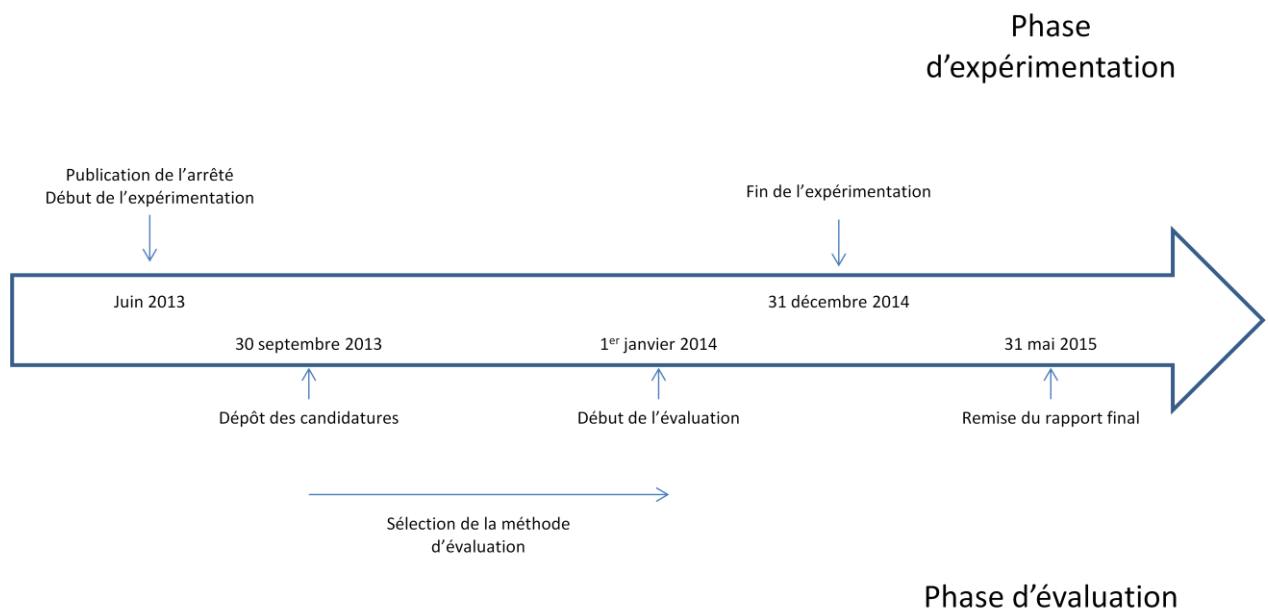 Phase
d’expérimentation
Publication de l’arrêté
Début de l’expérimentation
Fin de l’expérimentation
Juin 2013
31 décembre 2014
30 septembre 2013
1er janvier 2014
31 mai 2015
Dépôt des candidatures
Début de l’évaluation
Remise du rapport final
Sélection de la méthode
d’évaluation
Phase d’évaluation